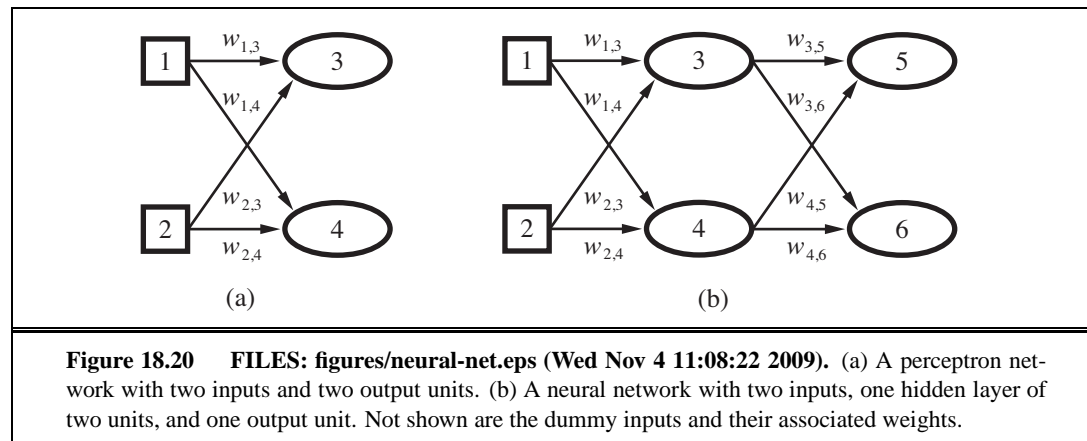 1 w1,3 3 1 w1,3 3 w3,5 5
w1,4 w1,4 w3,6
w2,3 w2,3 w4,5
2 w2,4 4 2 w2,4 4 w4,6 6
(a) (b)
Figure 18.20 FILES: figures/neural-net.eps (Wed Nov 4 11:08:22 2009). (a) A perceptron net-
work with two inputs and two output units. (b) A neural network with two inputs, one hidden layer of
two units, and one output unit. Not shown are the dummy inputs and their associated weights.